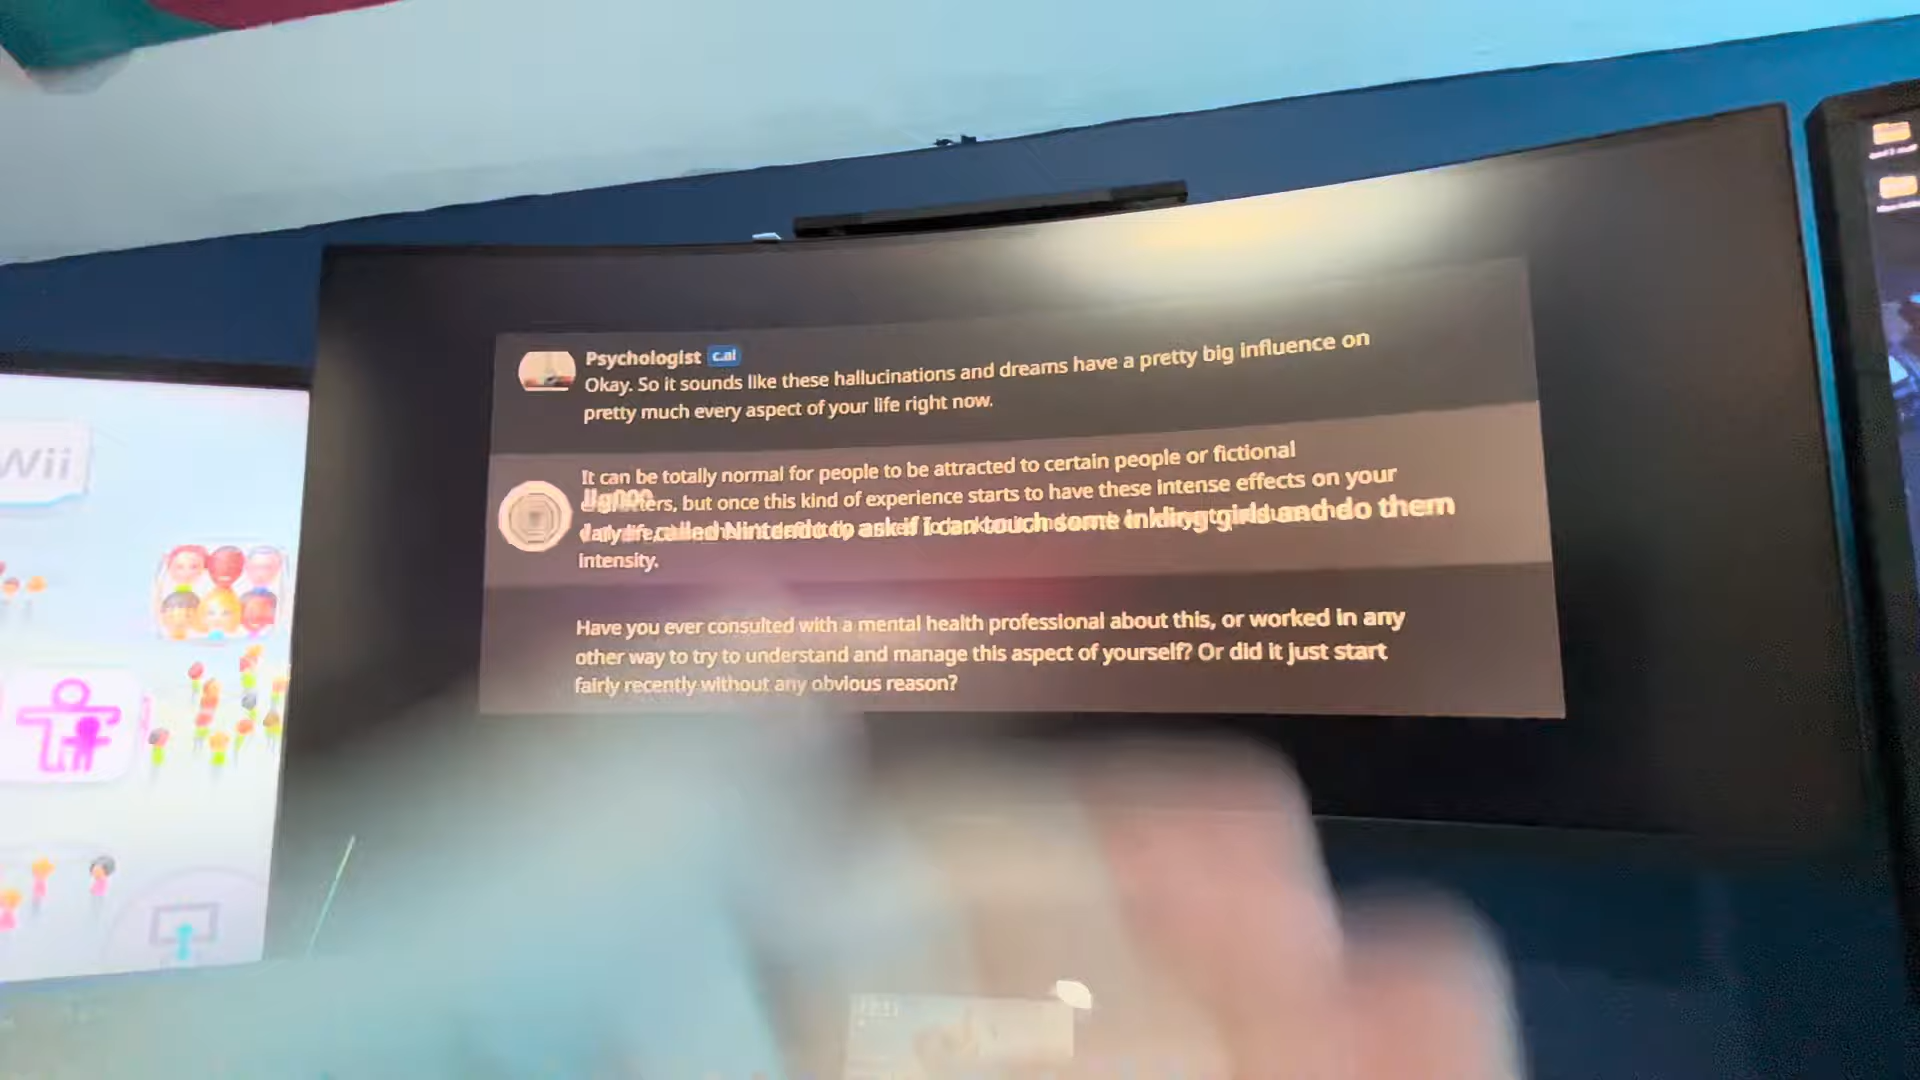 Wii
Psychologist c.ai
Okay. So it sounds like these hallucinations and dreams have a pretty big influence on
pretty much every aspect of your life right now.
It can be totally normal for people to be attracted to certain people or fictional
but once this kind of experience starts to have these intense effects on your
daily life,
called Nintendo to ask if I can touch some inkling girls and do them
intensity.
Have you ever consulted with a mental health professional about this, or worked in any
other way to try to understand and manage this aspect of yourself? Or did it just start
fairly recently without any obvious reason?